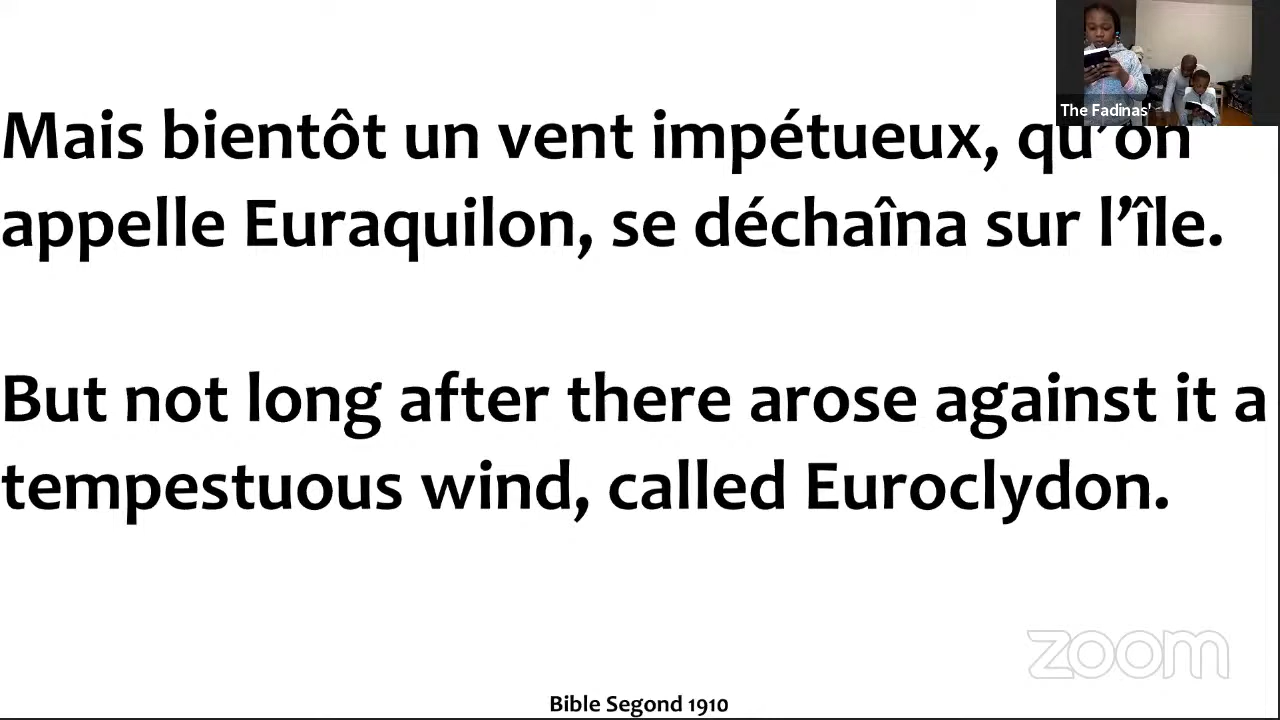 The Fadinas'
Mais bientôt un vent impétueux, qu’on
appelle Euraquilon, se déchaîna sur l’île.
But not long after there arose against it a
tempestuous wind, called Euroclydon.
zoom
Bible Segond 1910